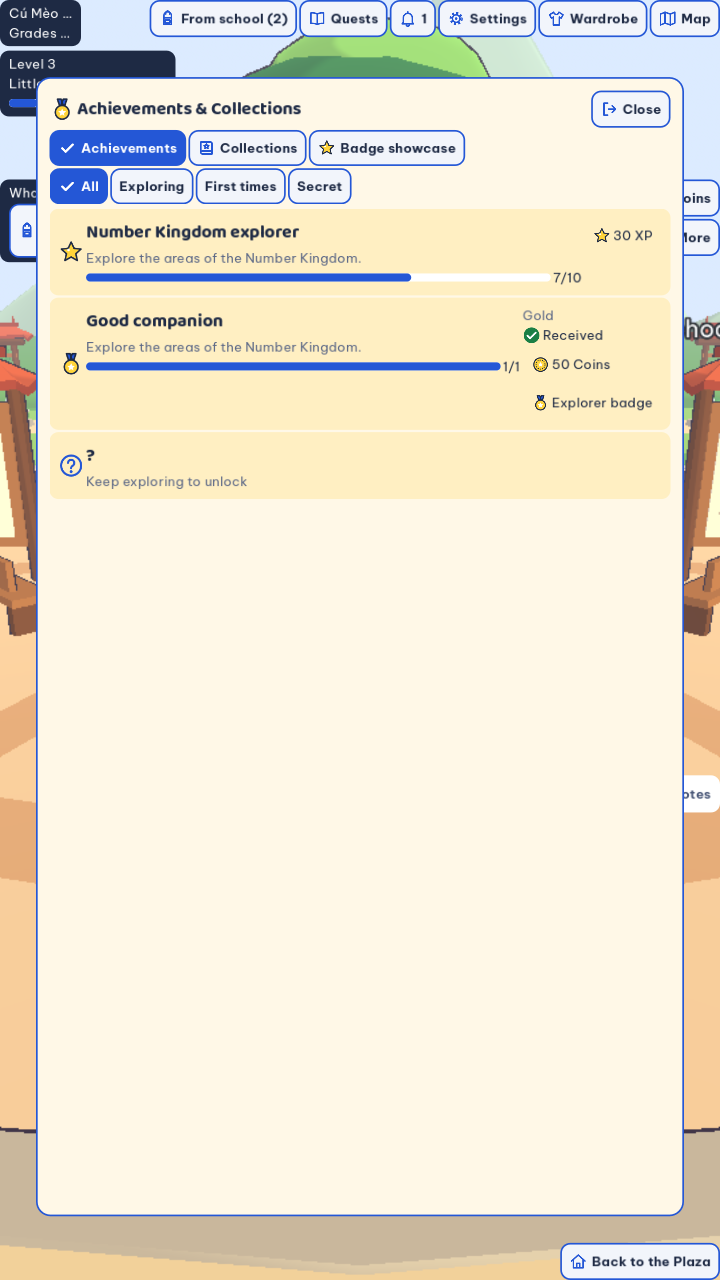 Cú Mèo ...
Grades ...
From school (2)
Quests
1
Settings
Wardrobe
Map
Level 3
Achievements & Collections
Close
Achievements
Collections
Badge showcase
All
Exploring
First times
Secret
Number Kingdom explorer
30 XP
Explore the areas of the Number Kingdom.
7/10
Good companion
Gold
Received
Explore the areas of the Number Kingdom.
1/1
50 Coins
Explorer badge
?
Keep exploring to unlock
Back to the Plaza